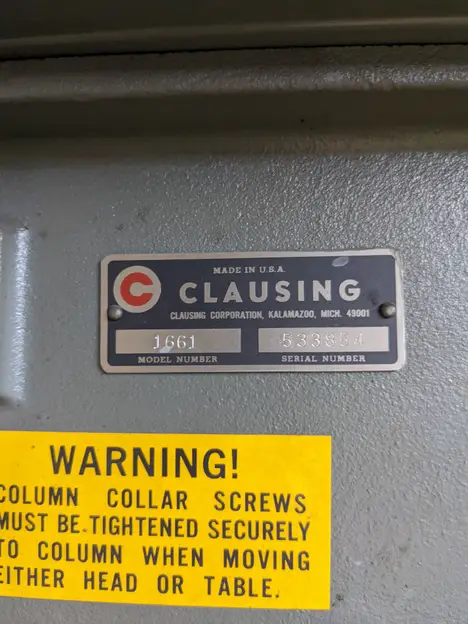 MADE IN U.S.A.
C CLAUSING
CLAUSING CORPORATION, KALAMAZOO, MICH. 49001
1661
MODEL NUMBER SERIAL NUMBER
WARNING!
COLUMN COLLAR SCREWS
MUST BE TIGHTENED SECURELY
TO COLUMN WHEN MOVING
EITHER HEAD OR TABLE.